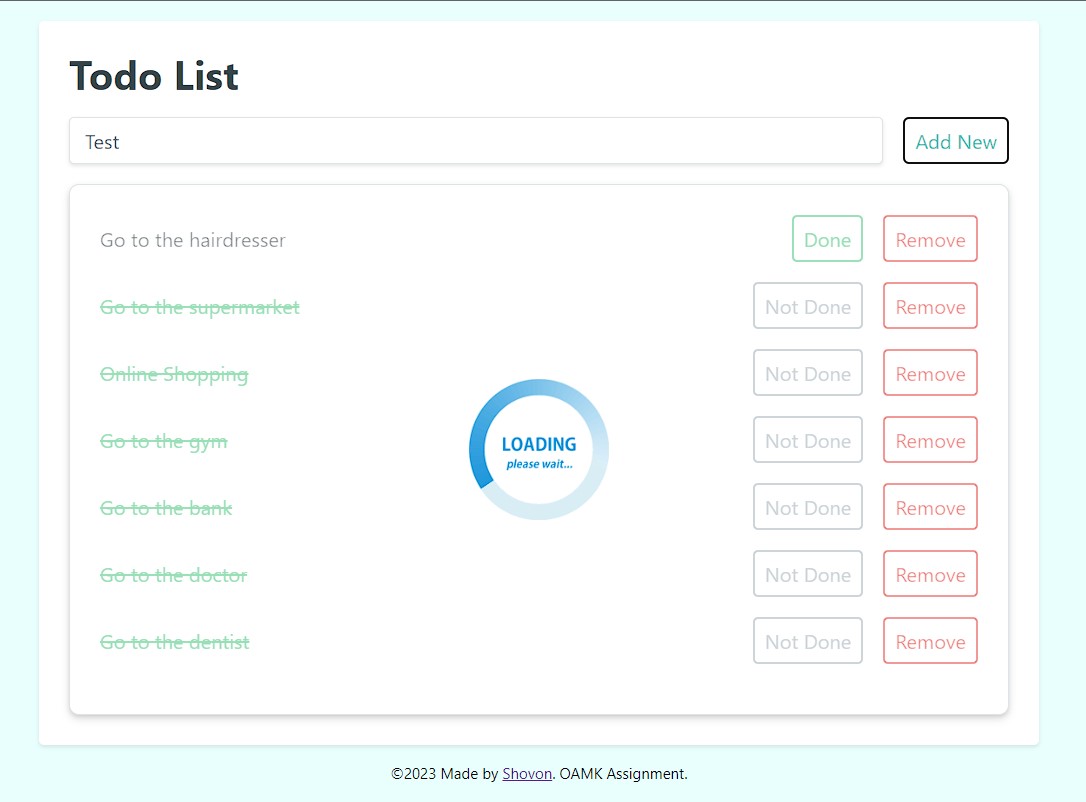 Todo List
Test
Add New
Go to the hairdresser Done Remove
Go to the supermarket Not Done Remove
Online Shopping Not Done Remove
Go to the gym Not Done Remove
LOADING
please wait...
Go to the bank Not Done Remove
Go to the doctor Not Done Remove
Go to the dentist Not Done Remove
©2023 Made by Shovon. OAMK Assignment.